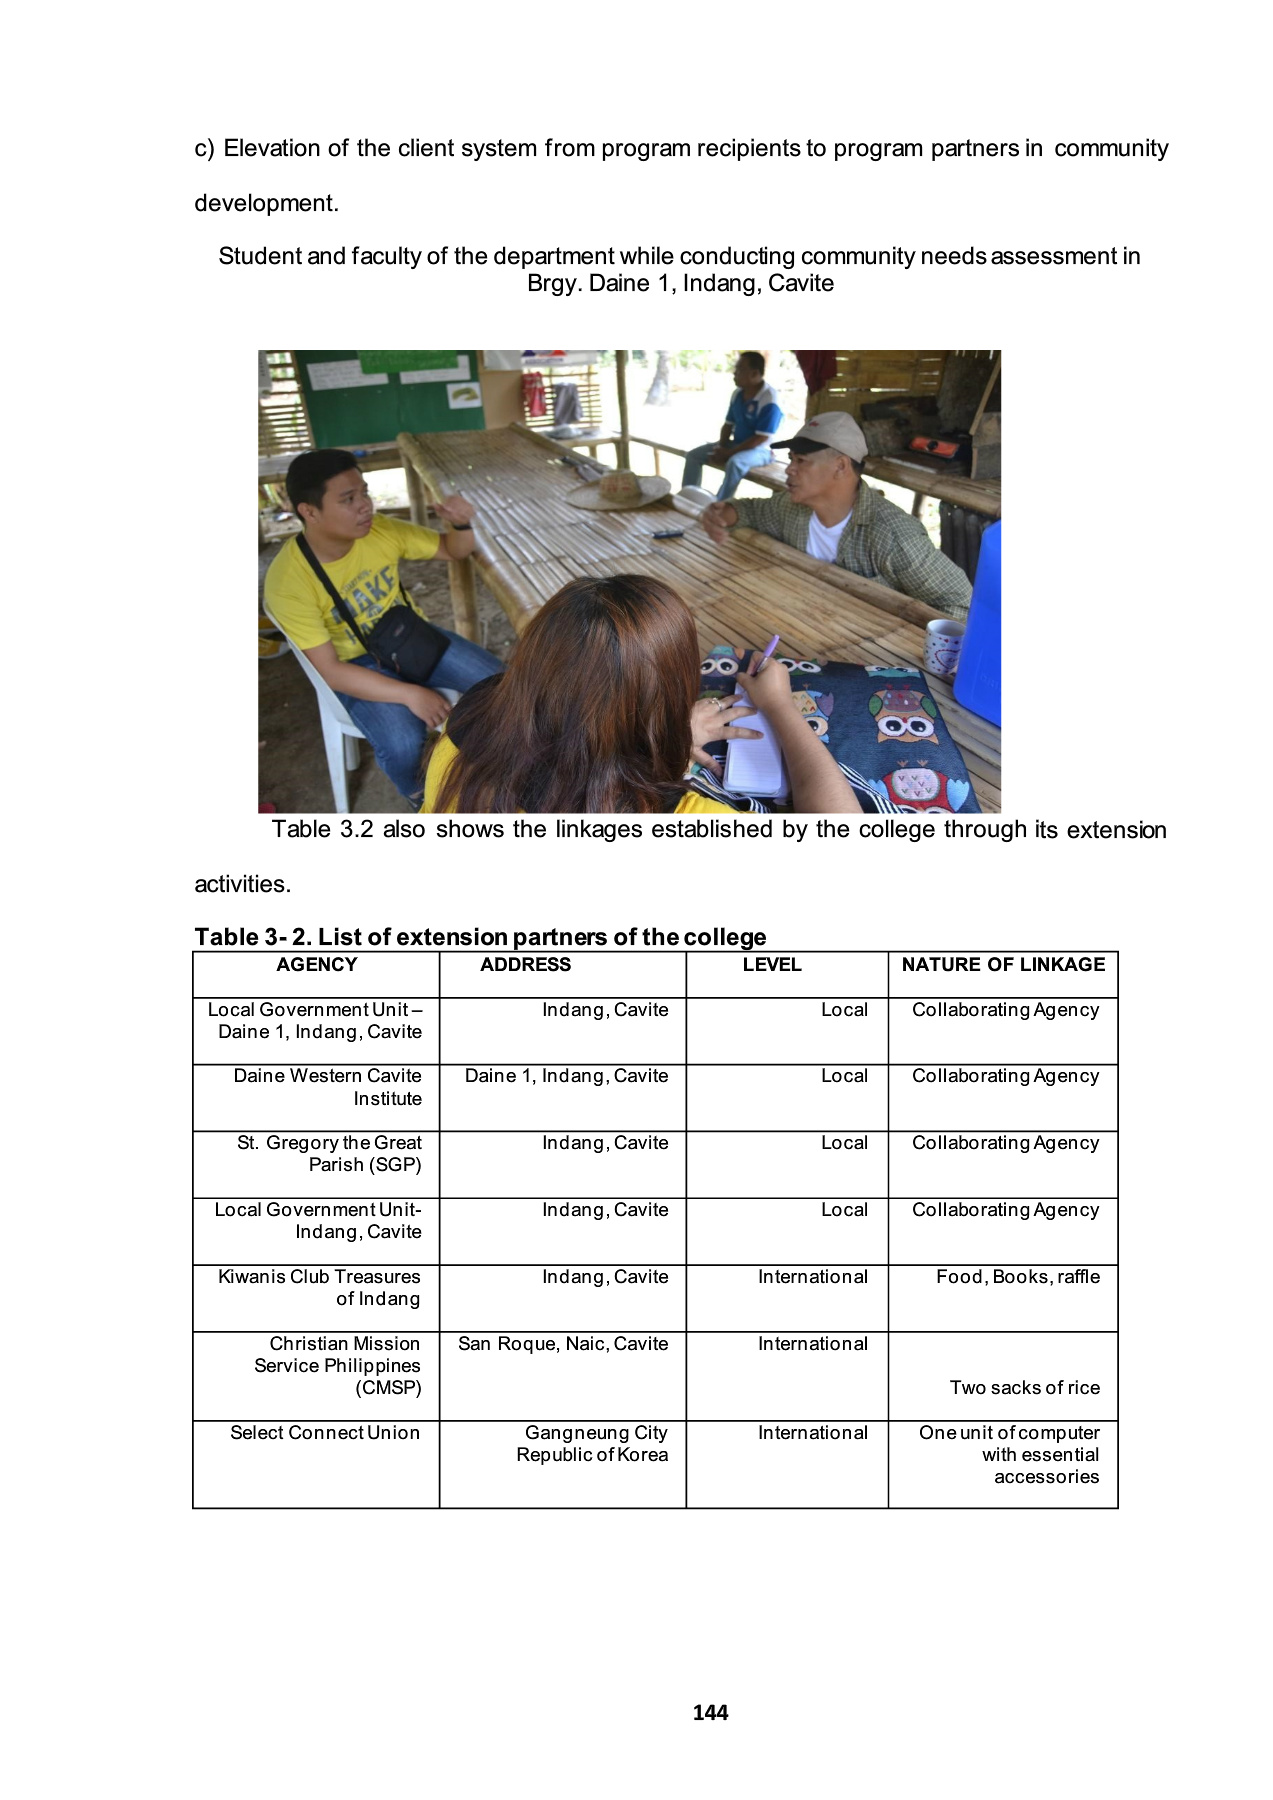 c) Elevation of the client system from program recipients to program partners in community
development.
Student and faculty of the department while conducting community needs assessment in
Brgy. Daine 1, Indang, Cavite
MAKE
Table 3.2 also shows the linkages established by the college through its extension
activities.
Table 3- 2. List of extension partners of the college
AGENCY ADDRESS LEVEL NATURE OF LINKAGE
Local Government Unit – Indang, Cavite Local Collaborating Agency
Daine 1, Indang, Cavite
Daine Western Cavite Daine 1, Indang, Cavite Local Collaborating Agency
Institute
St. Gregory the Great Indang, Cavite Local Collaborating Agency
Parish (SGP)
Local Government Unit- Indang, Cavite Local Collaborating Agency
Indang, Cavite
Kiwanis Club Treasures Indang, Cavite International Food, Books, raffle
of Indang
Christian Mission San Roque, Naic, Cavite International
Service Philippines
(CMSP) Two sacks of rice
Select Connect Union Gangneung City International One unit of computer
Republic of Korea with essential
accessories
144